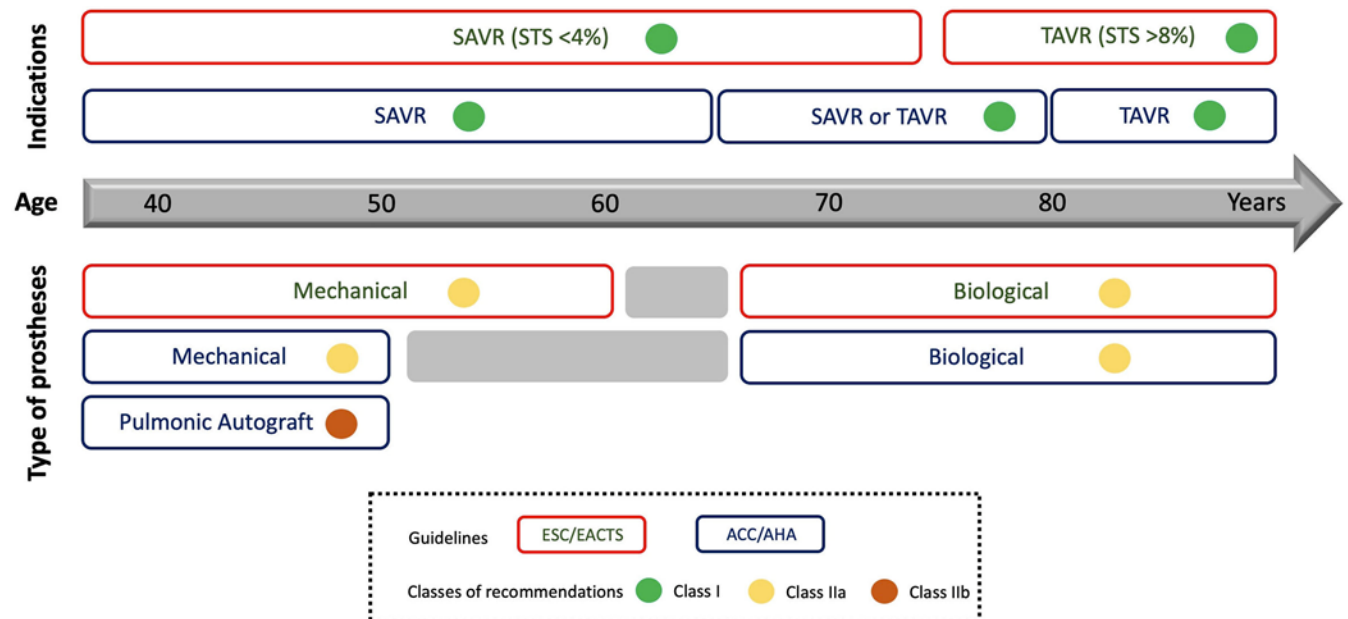 Indications
SAVR (STS <4%)
TAVR (STS >8%)
SAVR
SAVR or TAVR
TAVR
Age
40
50
60
70
80
Years
Type of prostheses
Mechanical
Biological
Mechanical
Biological
Pulmonic Autograft
Guidelines
ESC/EACTS
ACC/AHA
Classes of recommendations
Class I
Class IIa
Class IIb